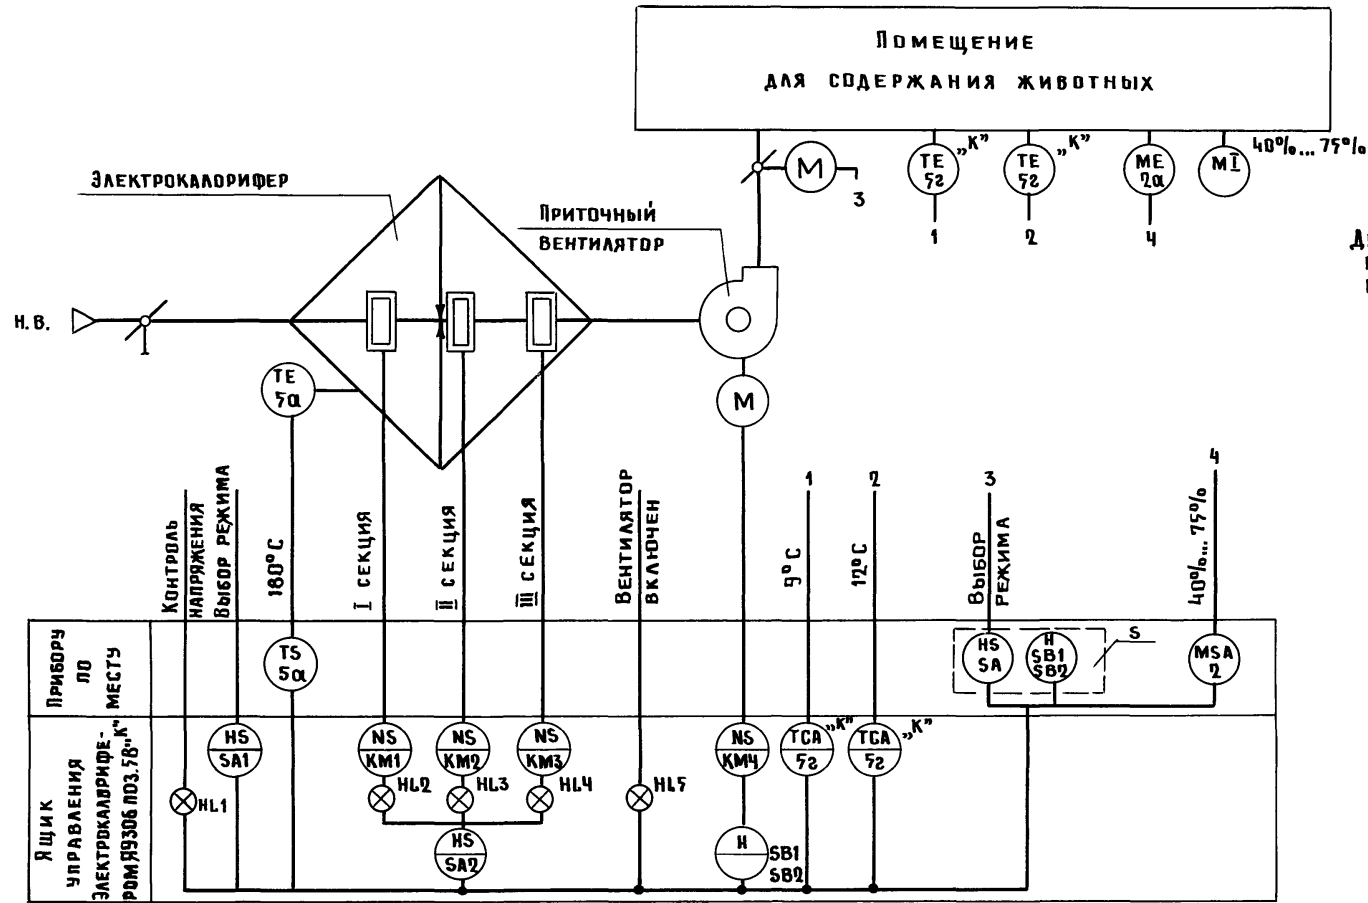 Помещение
для содержания животных
TE
5г
„К”
TE
5г
„К”
ME
2а
MI
40%...75%
M
3
1
2
4
Электрокалорифер
Приточный
вентилятор
Н.В.
TE
5а
M
Контроль
напряжения
Выбор режима
180°C
I секция
II секция
III секция
Вентилятор
включен
1
9°C
2
12°C
3
Выбор
режима
4
40%...75%
Приборы
по
месту
TS
5а
HS
SA
H
SB1
SB2
S
MSA
2
Ящик
управления
электрокалорифе-
ром Я9306 поз.5в„К”
HS
SA1
NS
KM1
NS
KM2
NS
KM3
NS
KM4
TCA
5г
„К”
TCA
5г
„К”
HL1
HL2
HL3
HL4
HL5
HS
SA2
H
SB1
SB2